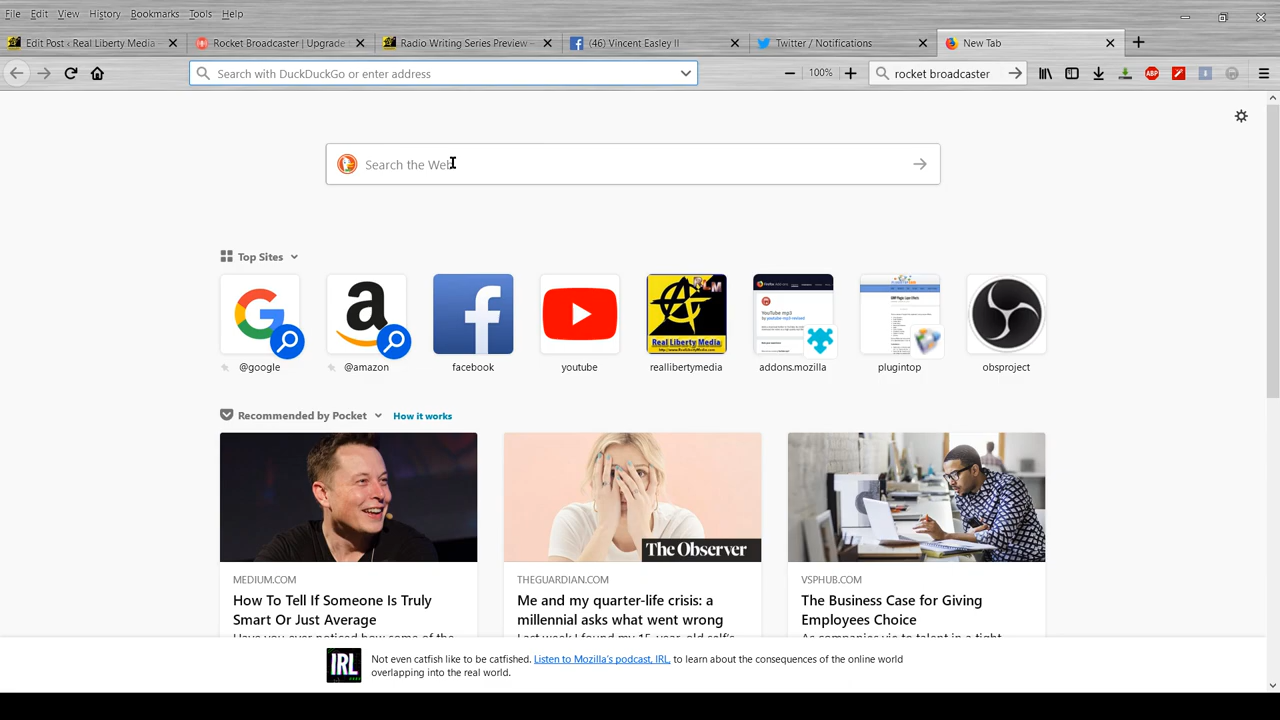 File Edit View History Bookmarks Tools Help
Edit Post ‹ Real Liberty Media —
Rocket Broadcaster | Upgrade
Radio Writing Series Preview –
(46) Vincent Easley II
Twitter / Notifications
New Tab
Search with DuckDuckGo or enter address
100%
rocket broadcaster
ABP
Search the Web
Top Sites
@google
@amazon
facebook
youtube
reallibertymedia
addons.mozilla
plugintop
obsproject
Recommended by Pocket
How it works
The Observer
MEDIUM.COM
How To Tell If Someone Is Truly
Smart Or Just Average
THEGUARDIAN.COM
Me and my quarter-life crisis: a
millennial asks what went wrong
VSPHUB.COM
The Business Case for Giving
Employees Choice
IRL
Not even catfish like to be catfished. Listen to Mozilla's podcast, IRL, to learn about the consequences of the online world
overlapping into the real world.